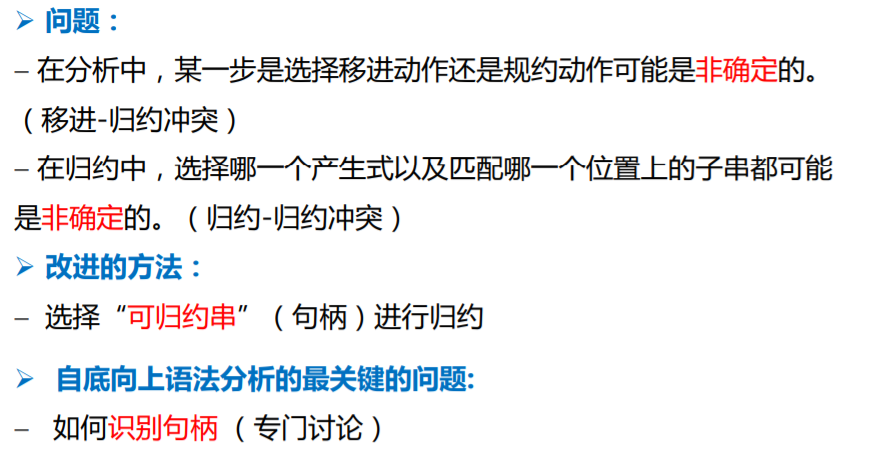 ➢ 问题：
– 在分析中，某一步是选择移进动作还是规约动作可能是非确定的。
（移进-归约冲突）
– 在归约中，选择哪一个产生式以及匹配哪一个位置上的子串都可能
是非确定的。（归约-归约冲突）
➢ 改进的方法：
– 选择“可归约串”（句柄）进行归约
➢ 自底向上语法分析的最关键的问题:
– 如何识别句柄（专门讨论）